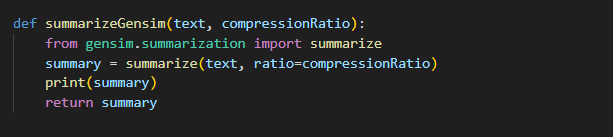 def summarizeGensim(text, compressionRatio):
    from gensim.summarization import summarize
    summary = summarize(text, ratio=compressionRatio)
    print(summary)
    return summary